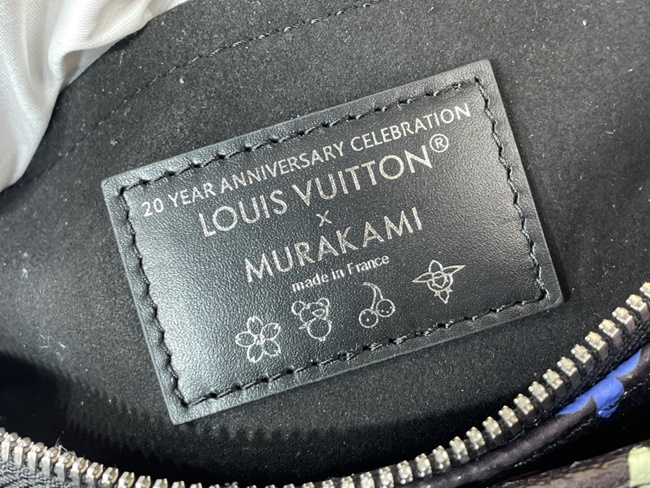 20 YEAR ANNIVERSARY CELEBRATION
LOUIS VUITTON®
x
MURAKAMI
made in France